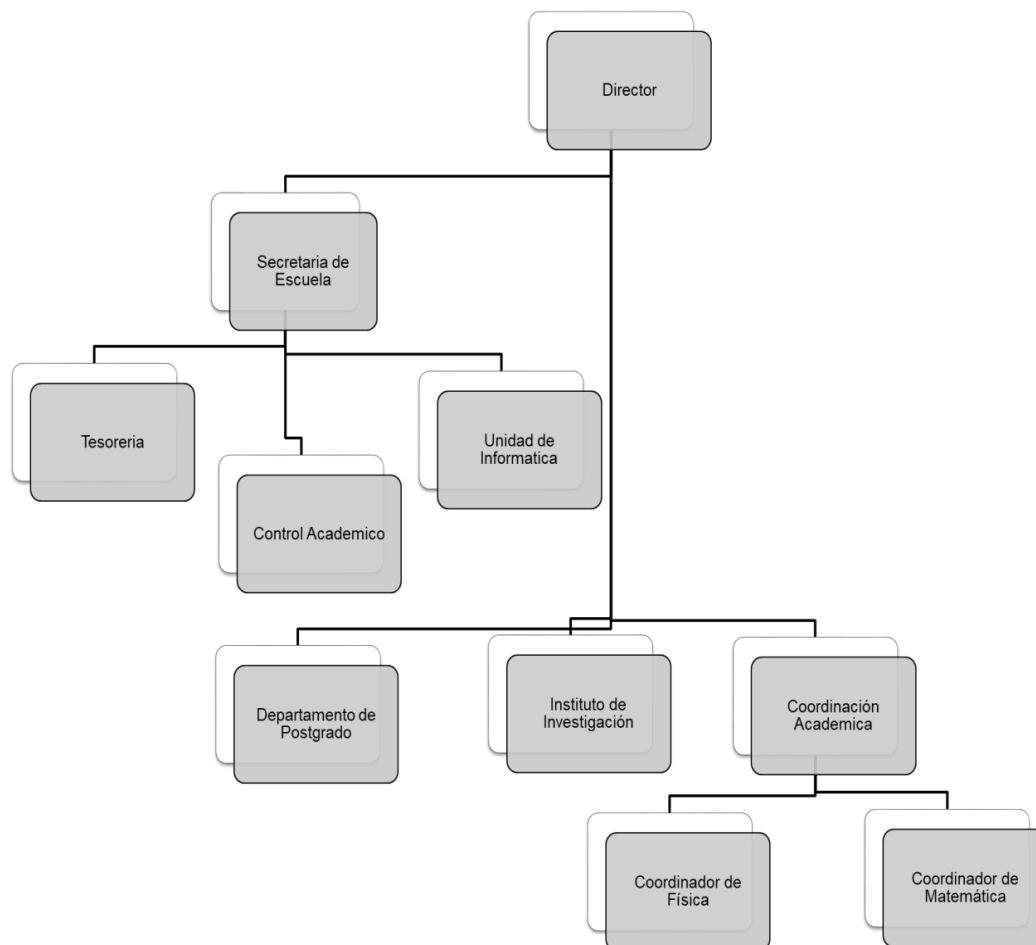 Director
Secretaria de
Escuela
Tesoreria
Unidad de
Informatica
Control Academico
Departamento de
Postgrado
Instituto de
Investigación
Coordinación
Academica
Coordinador de
Física
Coordinador de
Matemática